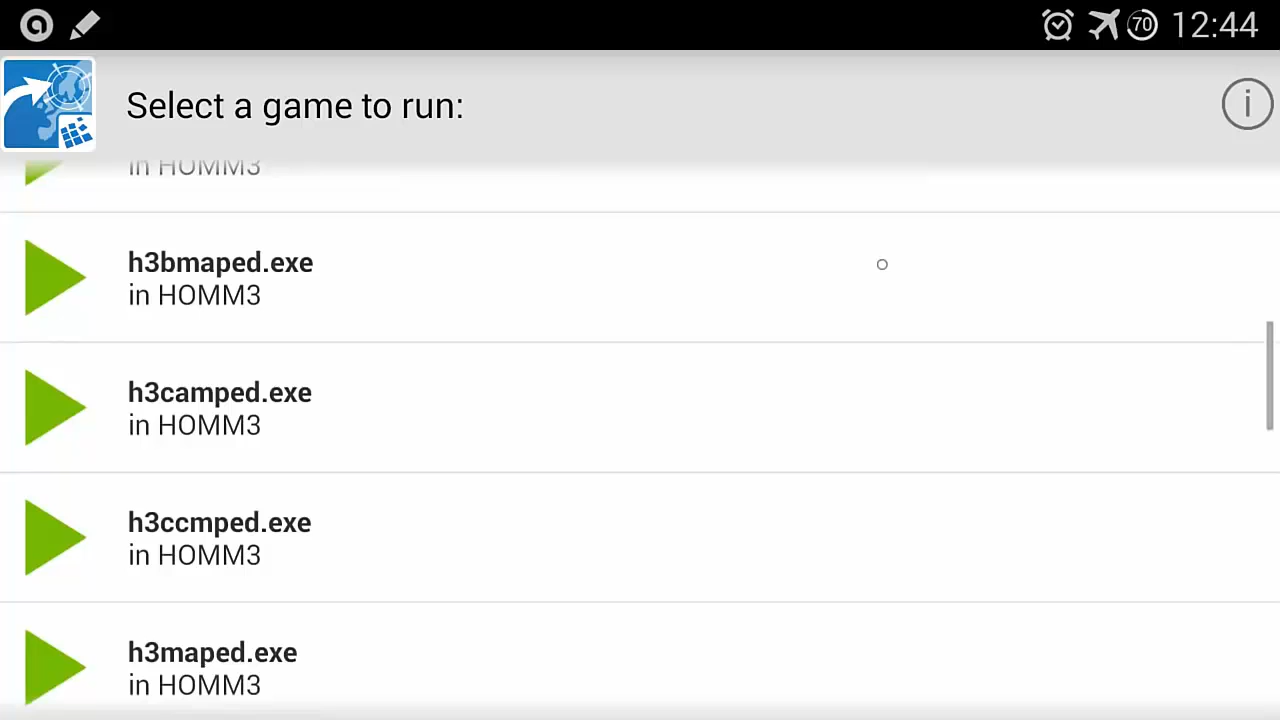 70 12:44
Select a game to run:
in HOMM3
h3bmaped.exe
in HOMM3
h3camped.exe
in HOMM3
h3ccmped.exe
in HOMM3
h3maped.exe
in HOMM3